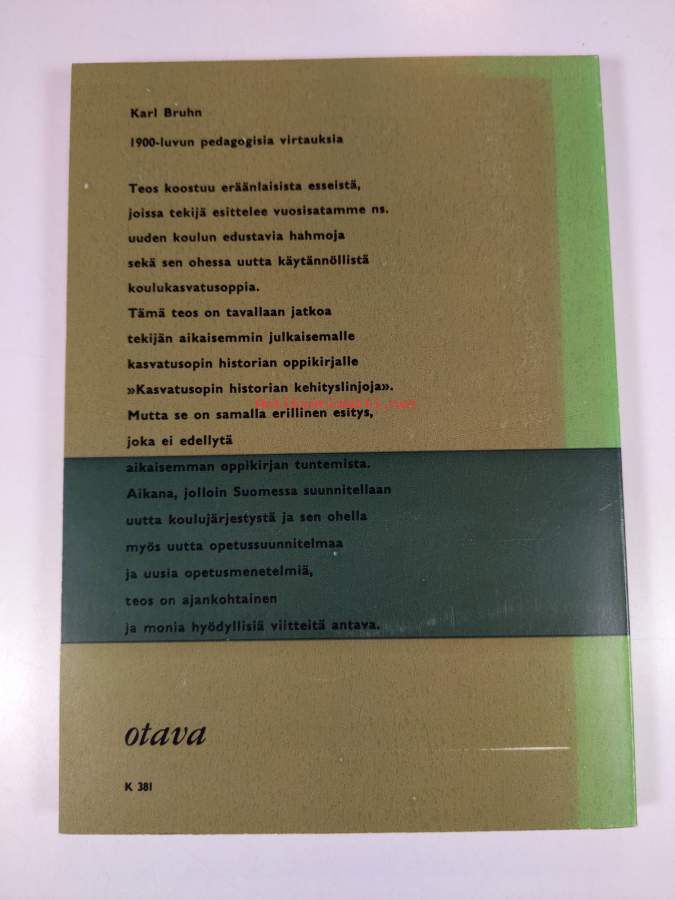 Karl Bruhn
1900-luvun pedagogisia virtauksia
Teos koostuu eräänlaisista esseistä,
joissa tekijä esittelee vuosisatamme ns.
uuden koulun edustavia hahmoja
sekä sen ohessa uutta käytännöllistä
koulukasvatusoppia.
Tämä teos on tavallaan jatkoa
tekijän aikaisemmin julkaisemalle
kasvatusopin historian oppikirjalle
»Kasvatusopin historian kehityslinjoja».
Mutta se on samalla erillinen esitys,
joka ei edellytä
aikaisemman oppikirjan tuntemista.
Aikana, jolloin Suomessa suunnitellaan
uutta koulujärjestystä ja sen ohella
myös uutta opetussuunnitelmaa
ja uusia opetusmenetelmiä,
teos on ajankohtainen
ja monia hyödyllisiä viitteitä antava.
otava
K 381